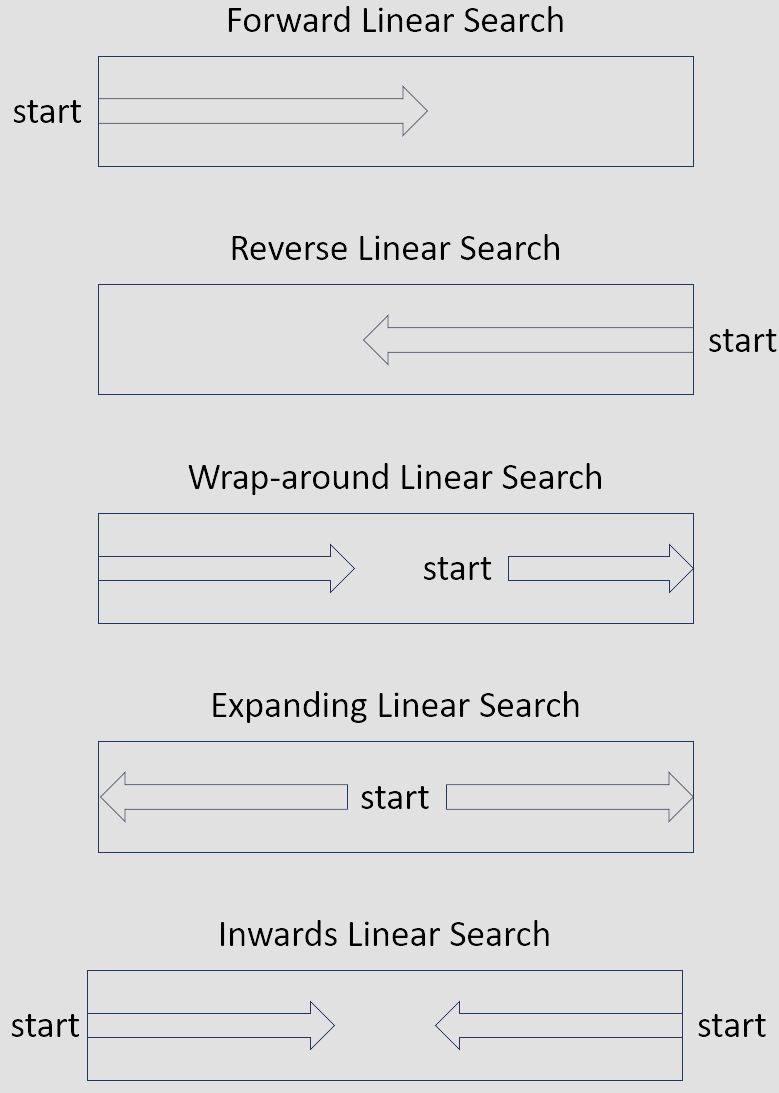 Forward Linear Search
start
Reverse Linear Search
start
Wrap-around Linear Search
start
Expanding Linear Search
start
Inwards Linear Search
start
start